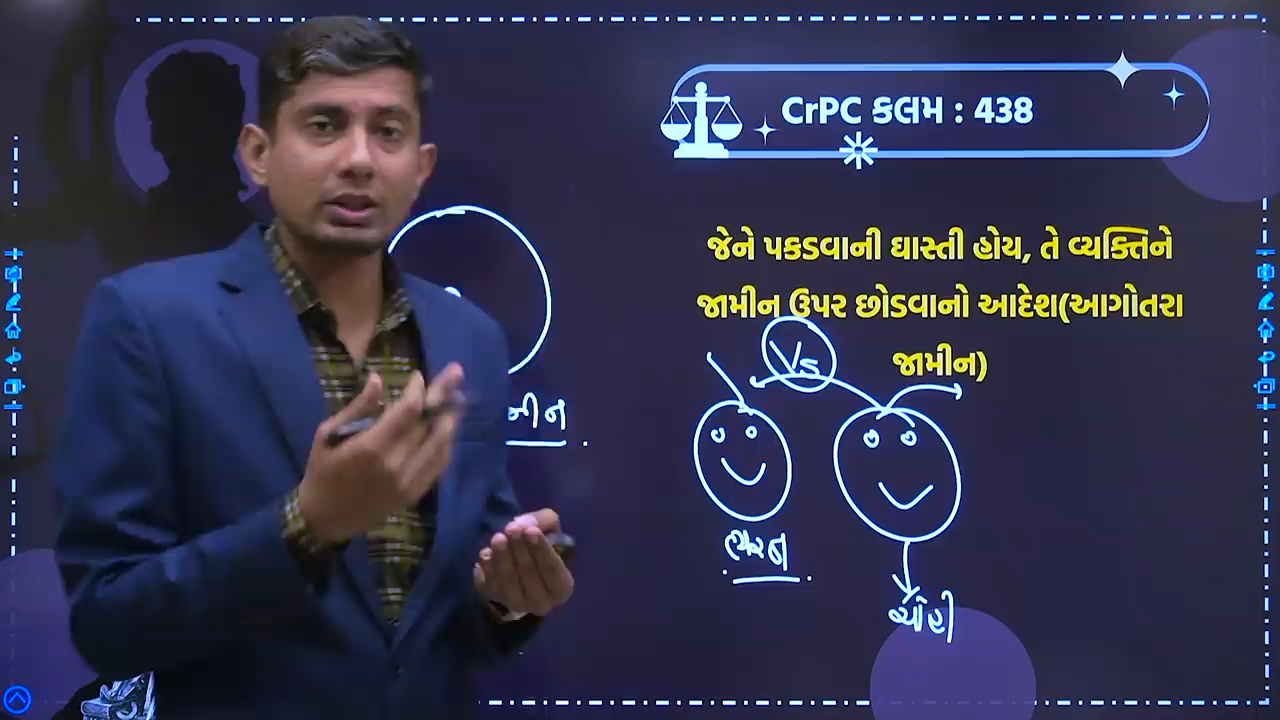 CrPC કલમ : 438
જેને પકડવાની ઘાસ્તી હોય, તે વ્યક્તિને
જામીન ઉપર છોડવાનો આદેશ(આગોતરા
જામીન)
Vs